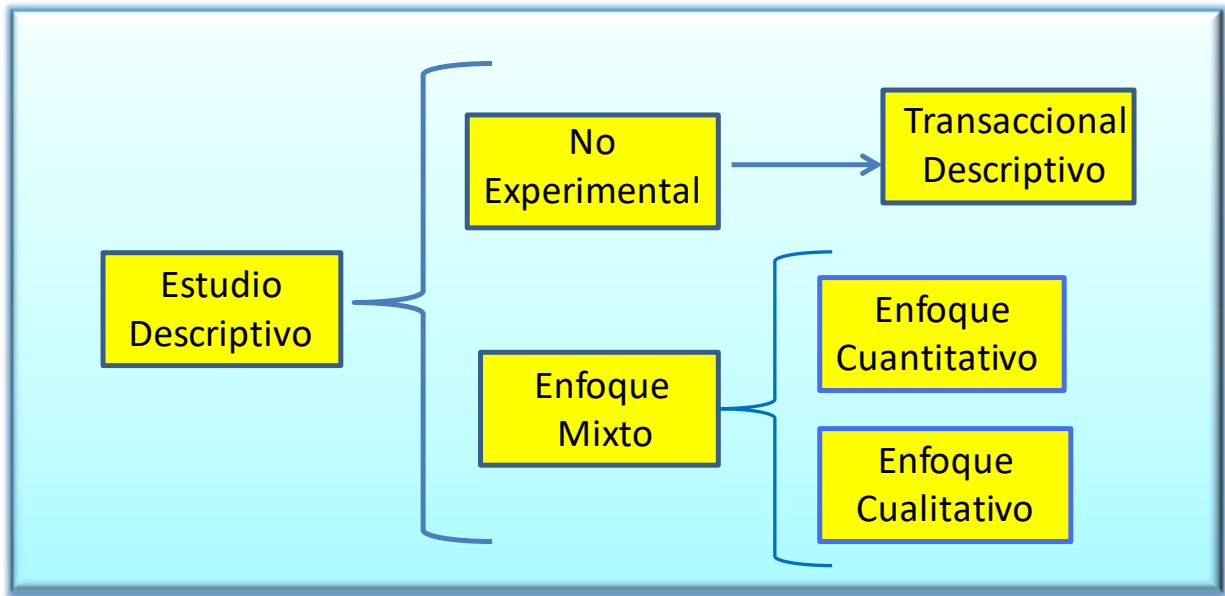 Estudio
Descriptivo
No
Experimental
Transaccional
Descriptivo
Enfoque
Mixto
Enfoque
Cuantitativo
Enfoque
Cualitativo